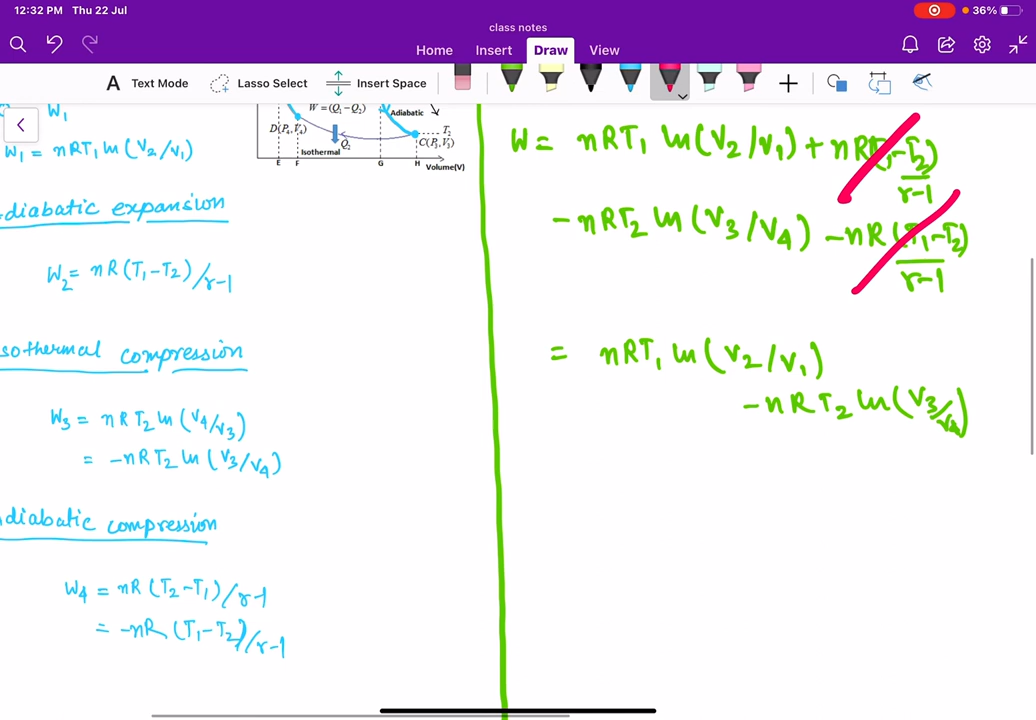 12:32 PM Thu 22 Jul
36%
class notes
Home Insert Draw View
A Text Mode Lasso Select Insert Space
W₁
W₁ = nRT₁ ln(V₂/V₁)
W = (Q₁ – Q₂)
Adiabatic
D(P₄,V₄)
T₂
C(P₃,V₃)
Q₂
Isothermal
E F G H Volume(V)
diabatic expansion
W₂ = nR(T₁–T₂)/r–1
sothermal compression
W₃ = nRT₂ ln(V₄/V₃)
= –nRT₂ ln(V₃/V₄)
diabatic compression
W₄ = nR(T₂–T₁)/r–1
= –nR(T₁–T₂)/r–1
W = nRT₁ ln(V₂/V₁) + nR(T₁–T₂)
r–1
–nRT₂ ln(V₃/V₄) –nR(T₁–T₂)
r–1
= nRT₁ ln(V₂/V₁)
–nRT₂ ln(V₃/V₄)